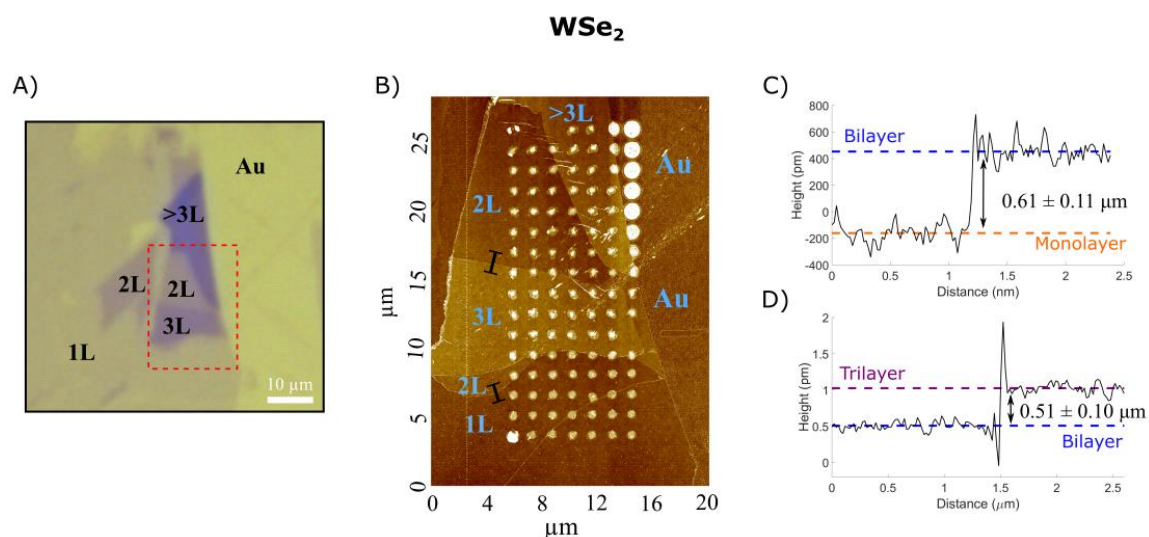 WSe₂
A)
Au
>3L
2L
2L
3L
1L
10 µm
B)
>3L
2L
Au
3L
Au
2L
1L
0
5
10
15
20
25
µm
0
4
8
12
16
20
µm
C)
800
600
400
200
0
-200
-400
Height (pm)
Bilayer
0.61 ± 0.11 µm
Monolayer
0
0.5
1
1.5
2
2.5
Distance (nm)
D)
2
1.5
1
0.5
0
Height (pm)
Trilayer
0.51 ± 0.10 µm
Bilayer
0
0.5
1
1.5
2
2.5
Distance (µm)